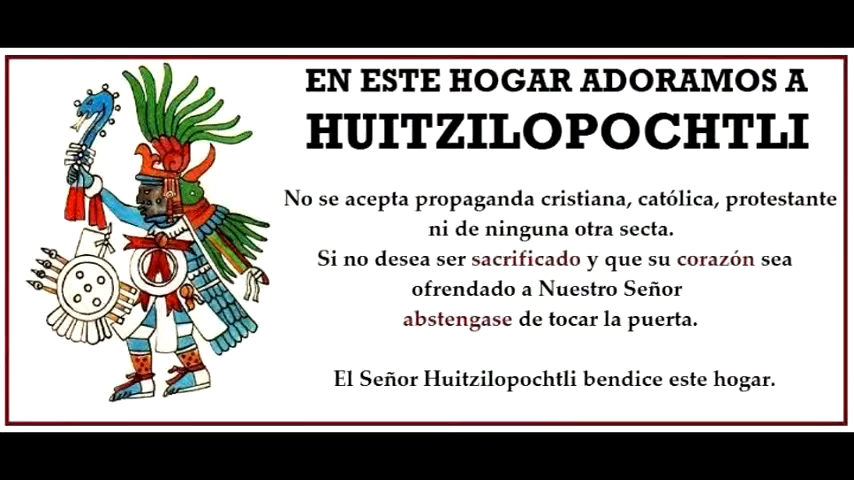 EN ESTE HOGAR ADORAMOS A
HUITZILOPOCHTLI
No se acepta propaganda cristiana, católica, protestante
ni de ninguna otra secta.
Si no desea ser sacrificado y que su corazón sea
ofrendado a Nuestro Señor
abstengase de tocar la puerta.
El Señor Huitzilopochtli bendice este hogar.